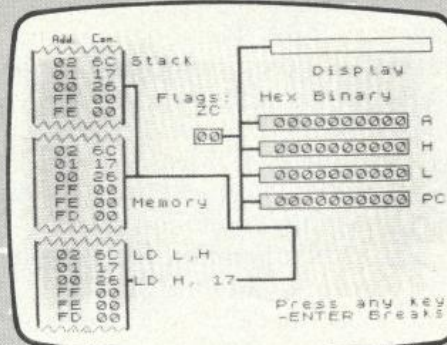 Add. Con.
02 6C Stack
01 17
00 26
FF 00
FE 00
02 6C
01 17
00 26
FF 00
FE 00 Memory
FD 00
02 6C LD L,H
01 17
00 26 LD H, 17
FF 00
FE 00
FD 00
Display
Flags: Hex Binary
ZC
00
0000000000 A
0000000000 H
0000000000 L
0000000000 PC
Press any key
-ENTER Breaks